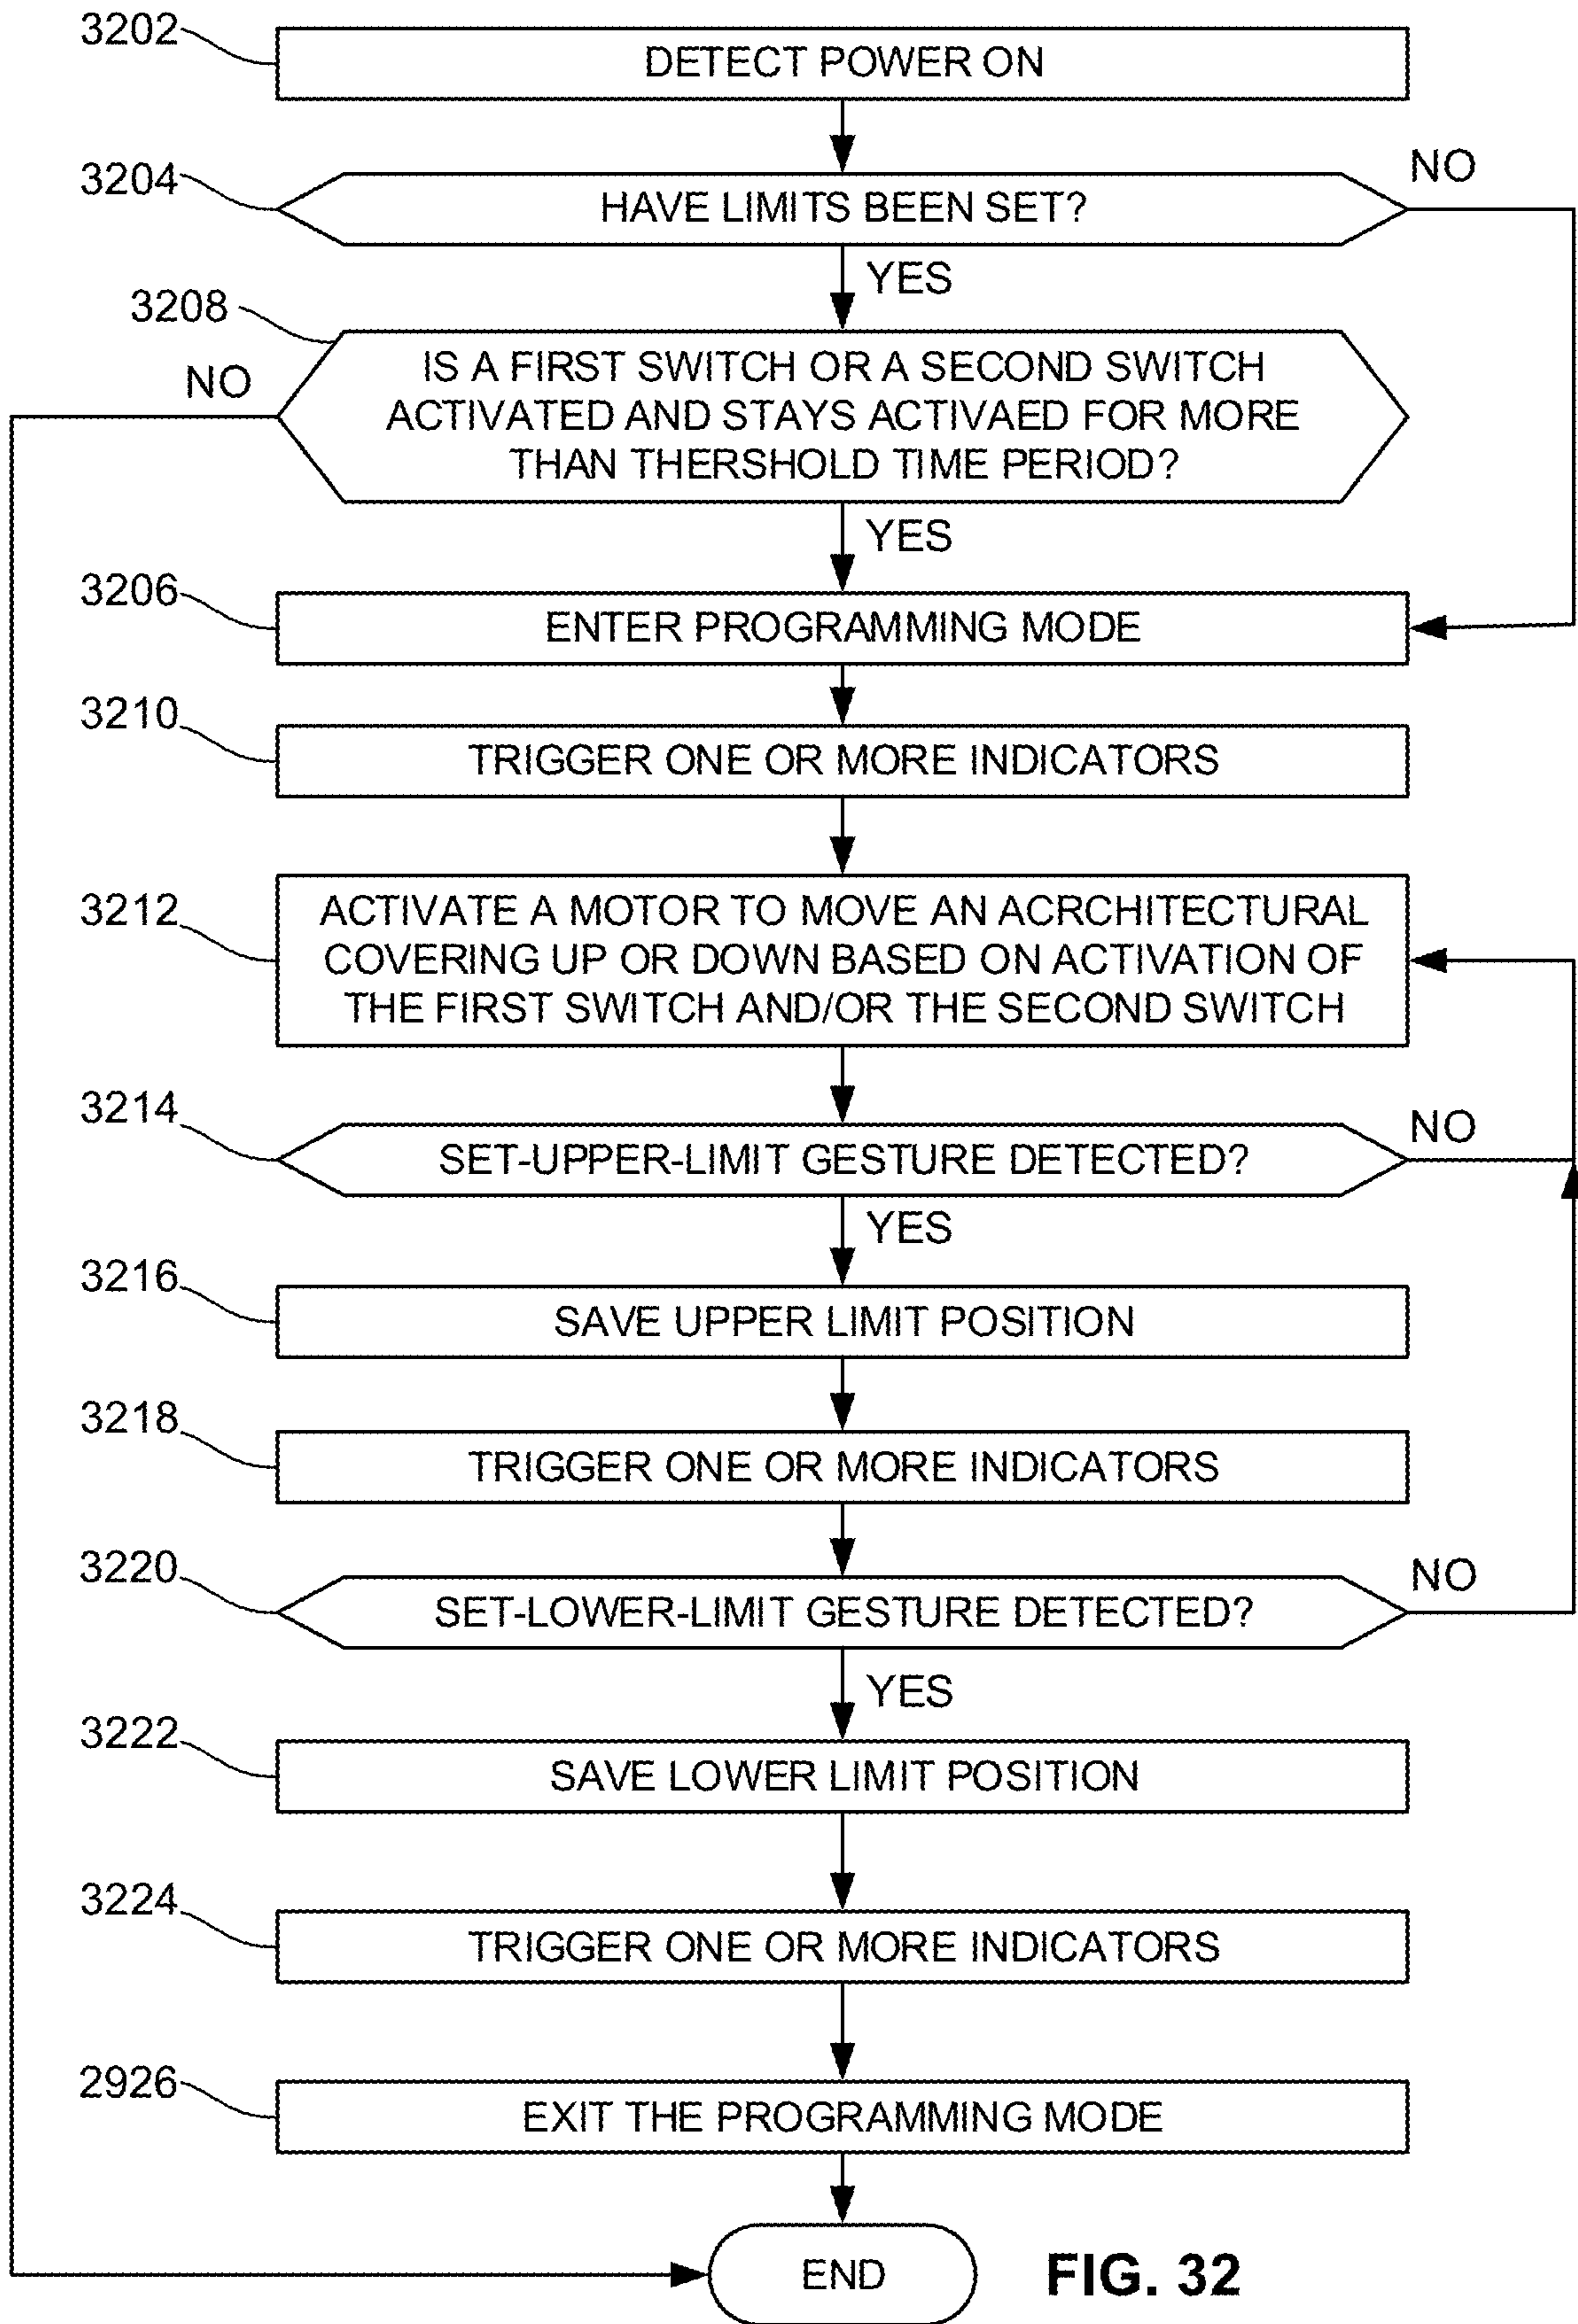 3202
DETECT POWER ON
3204
HAVE LIMITS BEEN SET?
NO
YES
3208
NO
IS A FIRST SWITCH OR A SECOND SWITCH
ACTIVATED AND STAYS ACTIVAED FOR MORE
THAN THERSHOLD TIME PERIOD?
YES
3206
ENTER PROGRAMMING MODE
3210
TRIGGER ONE OR MORE INDICATORS
3212
ACTIVATE A MOTOR TO MOVE AN ACRCHITECTURAL
COVERING UP OR DOWN BASED ON ACTIVATION OF
THE FIRST SWITCH AND/OR THE SECOND SWITCH
3214
SET-UPPER-LIMIT GESTURE DETECTED?
NO
YES
3216
SAVE UPPER LIMIT POSITION
3218
TRIGGER ONE OR MORE INDICATORS
3220
SET-LOWER-LIMIT GESTURE DETECTED?
NO
YES
3222
SAVE LOWER LIMIT POSITION
3224
TRIGGER ONE OR MORE INDICATORS
2926
EXIT THE PROGRAMMING MODE
END
FIG. 32